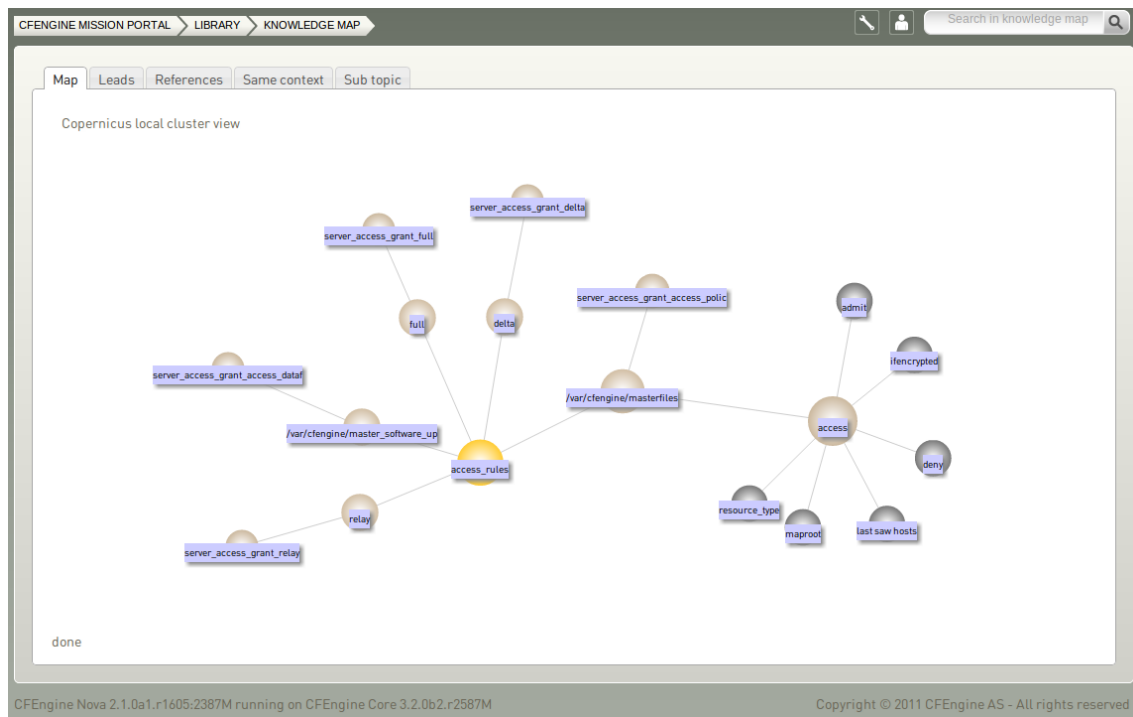 CFENGINE MISSION PORTAL LIBRARY KNOWLEDGE MAP
Search in knowledge map
Map Leads References Same context Sub topic
Copernicus local cluster view
server_access_grant_delta
server_access_grant_full
server_access_grant_access_polic
admit
full
delta
ifencrypted
server_access_grant_access_dataf
/var/cfengine/masterfiles
access
/var/cfengine/master_software_up
deny
access_rules
resource_type
relay
last saw hosts
maproot
server_access_grant_relay
done
CFEngine Nova 2.1.0a1.r1605:2387M running on CFEngine Core 3.2.0b2.r2587M
Copyright © 2011 CFEngine AS - All rights reserved